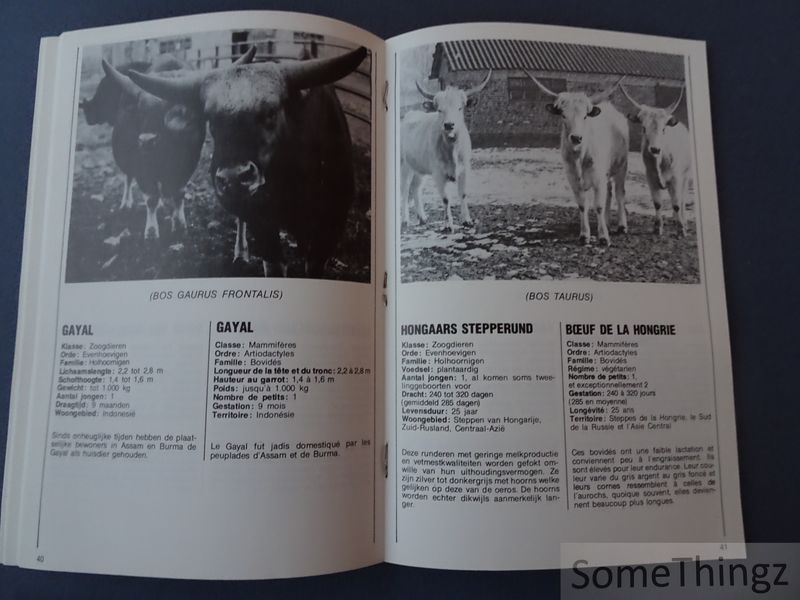 (BOS GAURUS FRONTALIS)
GAYAL
Klasse: Zoogdieren
Orde: Evenhoevigen
Familie: Holhoornigen
Lichaamslengte: 2,2 tot 2,8 m
Schofthoogte: 1,4 tot 1,6 m
Gewicht: tot 1.000 kg
Aantal jongen: 1
Draagtijd: 9 maanden
Woongebied: Indonesië
Sinds onheuglijke tijden hebben de plaat-
selijke bewoners in Assam en Burma de
Gayal als huisdier gehouden.
GAYAL
Classe: Mammifères
Ordre: Artiodactyles
Famille: Bovidés
Longueur de la tête et du tronc: 2,2 à 2,8 m
Hauteur au garrot: 1,4 à 1,6 m
Poids: jusqu'à 1.000 kg
Nombre de petits: 1
Gestation: 9 mois
Territoire: Indonésie
Le Gayal fut jadis domestiqué par les
peuplades d'Assam et de Burma.
40
(BOS TAURUS)
HONGAARS STEPPERUND
Klasse: Zoogdieren
Orde: Evenhoevigen
Familie: Holhoornigen
Voedsel: plantaardig
Aantal jongen: 1, al komen soms twee-
lingeboorten voor
Dracht: 240 tot 320 dagen
(gemiddeld 285 dagen)
Levensduur: 25 jaar
Woongebied: Steppen van Hongarije,
Zuid-Rusland, Centraal-Azië
Deze runderen met geringe melkproductie
en vetmestkwaliteiten worden gefokt om-
wille van hun uithoudingsvermogen. Ze
zijn zilver tot donkergrijs met hoorns welke
gelijken op deze van de oeros. De hoorns
worden echter dikwijls aanmerkelijk lan-
ger.
BŒUF DE LA HONGRIE
Classe: Mammifères
Ordre: Artiodactyles
Famille: Bovidés
Régime: végétarien
Nombre de petits: 1,
et exceptionnellement 2
Gestation: 240 à 320 jours
(285 en moyenne)
Longévité: 25 ans
Territoire: Steppes de la Hongrie, le Sud
de la Russie et l'Asie Central
Ces bovidés ont une faible lactation et
conviennent peu à l'engraissement. Ils
sont élevés pour leur endurance. Leur cou-
leur varie du gris argent au gris foncé et
leurs cornes ressemblent à celles de
l'aurochs, quoique souvent, elles devien-
nent beaucoup plus longues.
41
SomeThingz